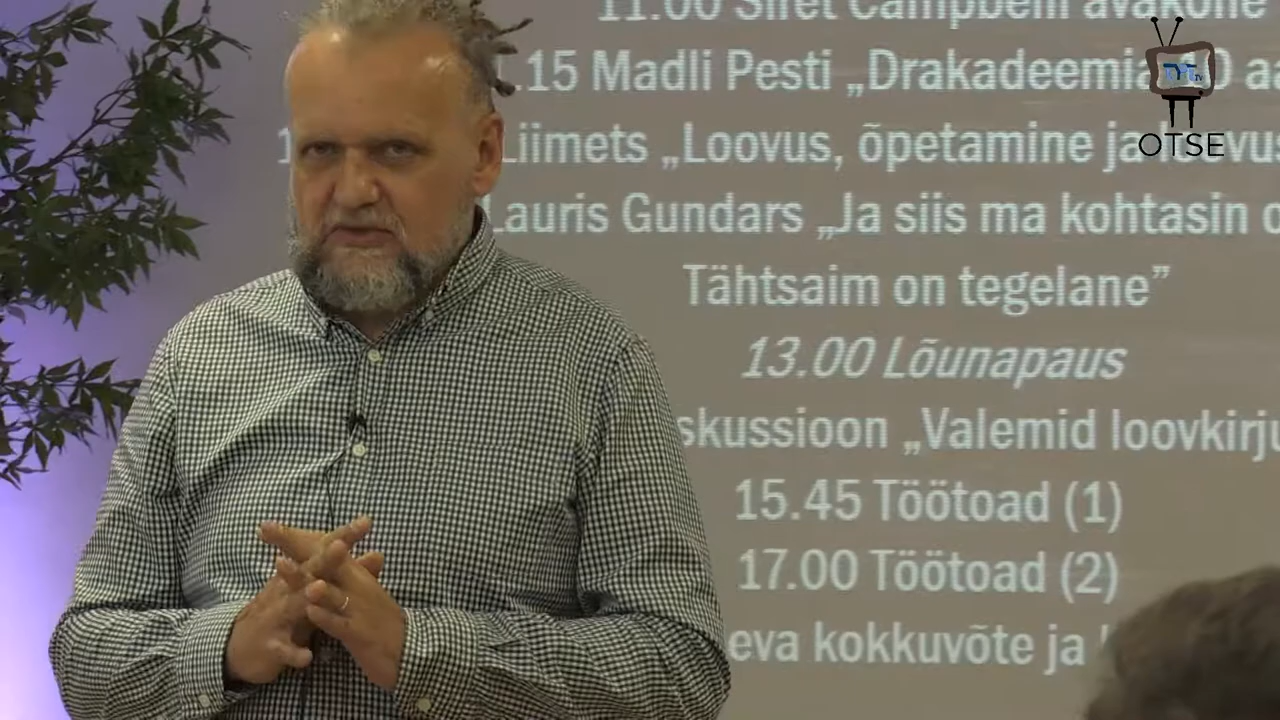 11.00 Siret Campbelli avakõne
.15 Madli Pesti „Drakadeemia
Liimets „Loovus, õpetamine ja
OTSE
Lauris Gundars „Ja siis ma kohtasin
Tähtsaim on tegelane”
13.00 Lõunapaus
skussioon „Valemid loovkirju
15.45 Töötoad (1)
17.00 Töötoad (2)
eva kokkuvõte ja